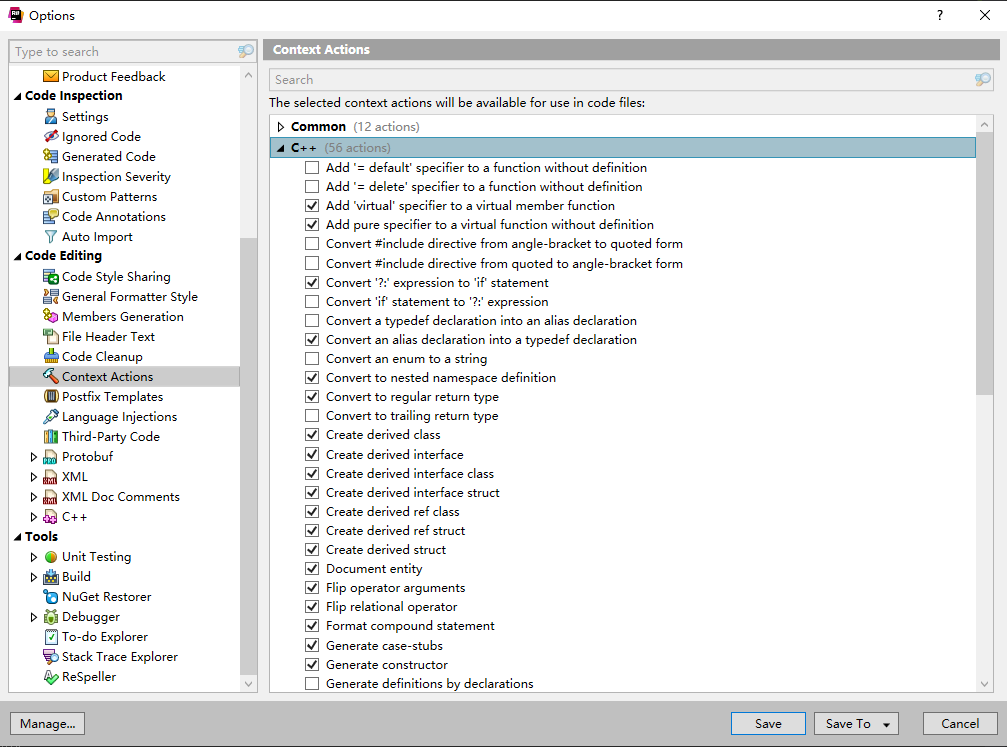 Options
?
Type to search
Product Feedback
Code Inspection
Settings
Ignored Code
Generated Code
Inspection Severity
Custom Patterns
Code Annotations
Auto Import
Code Editing
Code Style Sharing
General Formatter Style
Members Generation
File Header Text
Code Cleanup
Context Actions
Postfix Templates
Language Injections
Third-Party Code
Protobuf
XML
XML Doc Comments
C++
Tools
Unit Testing
Build
NuGet Restorer
Debugger
To-do Explorer
Stack Trace Explorer
ReSpeller
Context Actions
Search
The selected context actions will be available for use in code files:
Common (12 actions)
C++ (56 actions)
Add '= default' specifier to a function without definition
Add '= delete' specifier to a function without definition
Add 'virtual' specifier to a virtual member function
Add pure specifier to a virtual function without definition
Convert #include directive from angle-bracket to quoted form
Convert #include directive from quoted to angle-bracket form
Convert '?:' expression to 'if' statement
Convert 'if' statement to '?:' expression
Convert a typedef declaration into an alias declaration
Convert an alias declaration into a typedef declaration
Convert an enum to a string
Convert to nested namespace definition
Convert to regular return type
Convert to trailing return type
Create derived class
Create derived interface
Create derived interface class
Create derived interface struct
Create derived ref class
Create derived ref struct
Create derived struct
Document entity
Flip operator arguments
Flip relational operator
Format compound statement
Generate case-stubs
Generate constructor
Generate definitions by declarations
Manage...
Save
Save To
Cancel